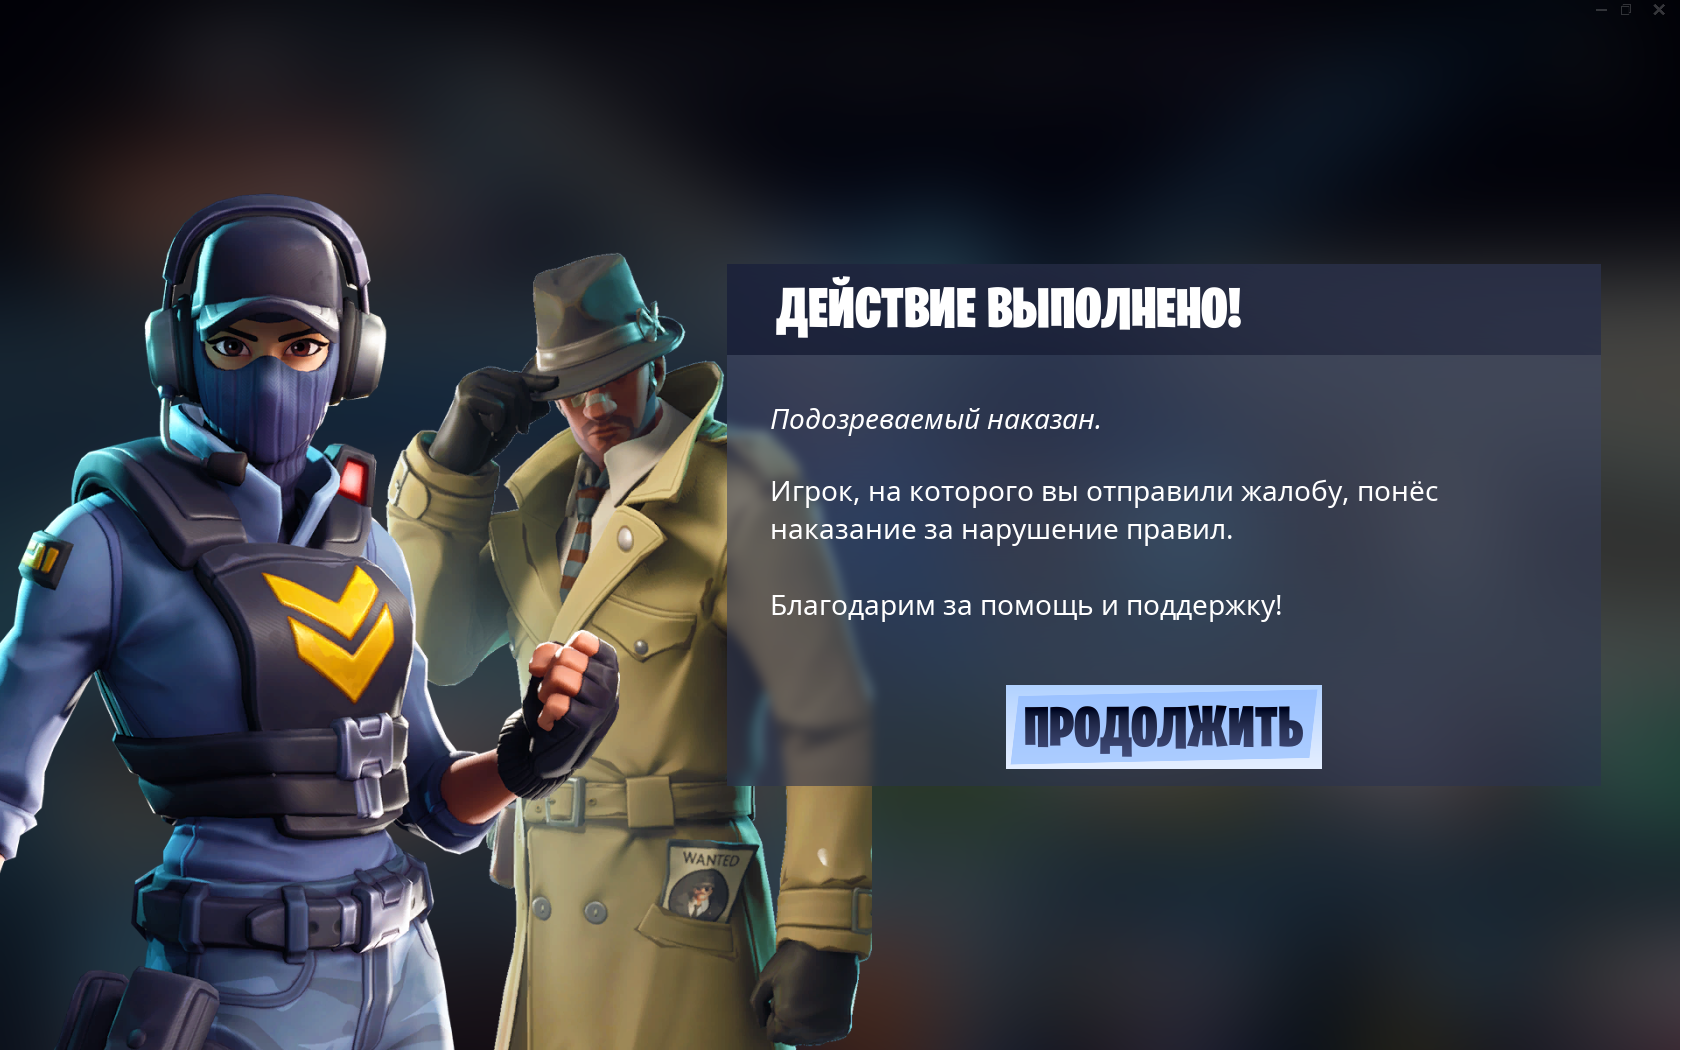 ДЕЙСТВИЕ ВЫПОЛНЕНО!
Подозреваемый наказан.
Игрок, на которого вы отправили жалобу, понёс
наказание за нарушение правил.
Благодарим за помощь и поддержку!
ПРОДОЛЖИТЬ
WANTED